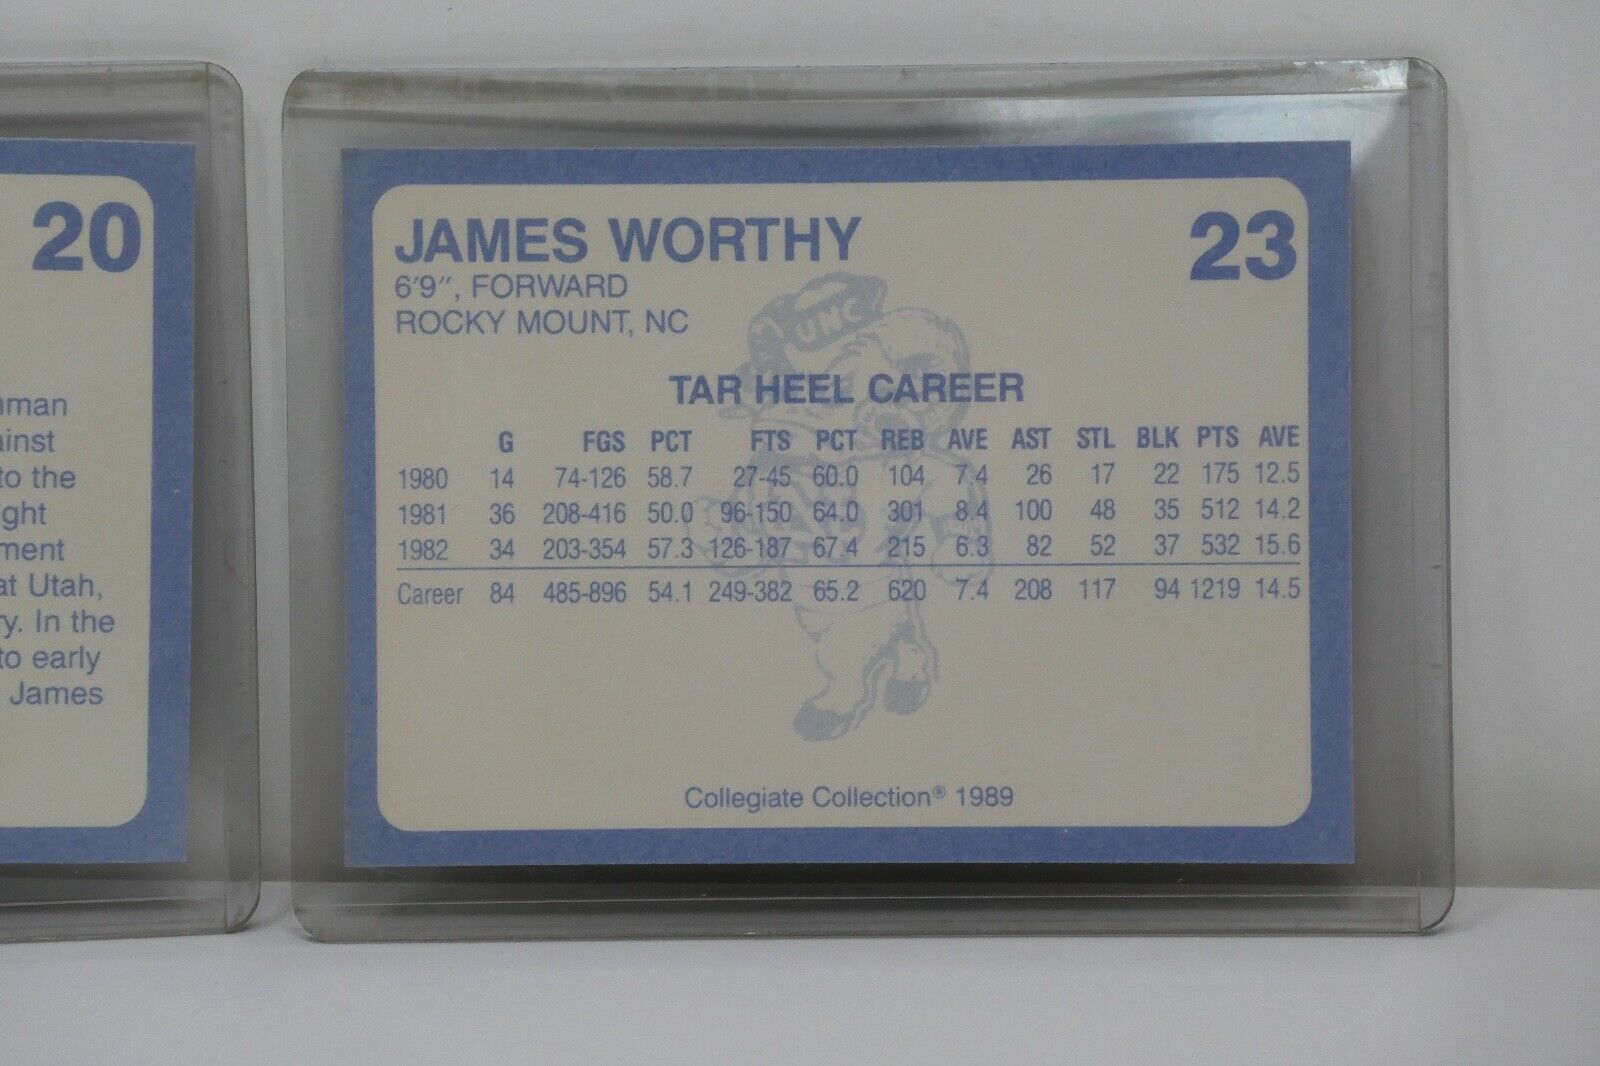 20
ainst
to the
ight
ment
at Utah,
ry. In the
to early
James
JAMES WORTHY
23
6'9", FORWARD
ROCKY MOUNT, NC
UNC
TAR HEEL CAREER
G FGS PCT FTS PCT REB AVE AST STL BLK PTS AVE
1980 14 74-126 58.7 27-45 60.0 104 7.4 26 17 22 175 12.5
1981 36 208-416 50.0 96-150 64.0 301 8.4 100 48 35 512 14.2
1982 34 203-354 57.3 126-187 67.4 215 6.3 82 52 37 532 15.6
Career 84 485-896 54.1 249-382 65.2 620 7.4 208 117 94 1219 14.5
Collegiate Collection® 1989